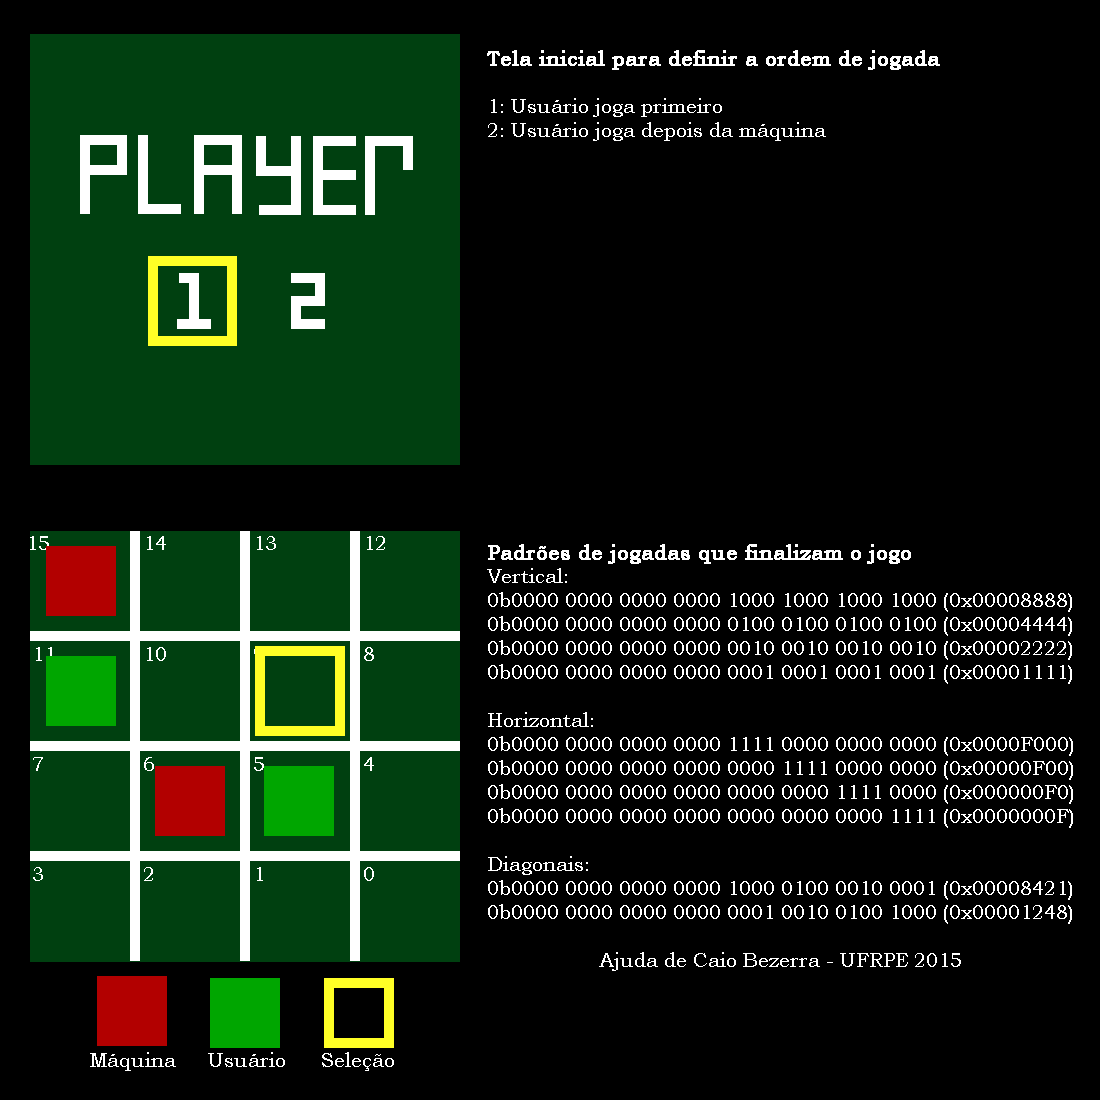 PLAYER
1 2
Tela inicial para definir a ordem de jogada
1: Usuário joga primeiro
2: Usuário joga depois da máquina
15 14 13 12
11 10 8
7 6 5 4
3 2 1 0
Máquina Usuário Seleção
Padrões de jogadas que finalizam o jogo
Vertical:
0b0000 0000 0000 0000 1000 1000 1000 1000 (0x00008888)
0b0000 0000 0000 0000 0100 0100 0100 0100 (0x00004444)
0b0000 0000 0000 0000 0010 0010 0010 0010 (0x00002222)
0b0000 0000 0000 0000 0001 0001 0001 0001 (0x00001111)
Horizontal:
0b0000 0000 0000 0000 1111 0000 0000 0000 (0x0000F000)
0b0000 0000 0000 0000 0000 1111 0000 0000 (0x00000F00)
0b0000 0000 0000 0000 0000 0000 1111 0000 (0x000000F0)
0b0000 0000 0000 0000 0000 0000 0000 1111 (0x0000000F)
Diagonais:
0b0000 0000 0000 0000 1000 0100 0010 0001 (0x00008421)
0b0000 0000 0000 0000 0001 0010 0100 1000 (0x00001248)
Ajuda de Caio Bezerra - UFRPE 2015